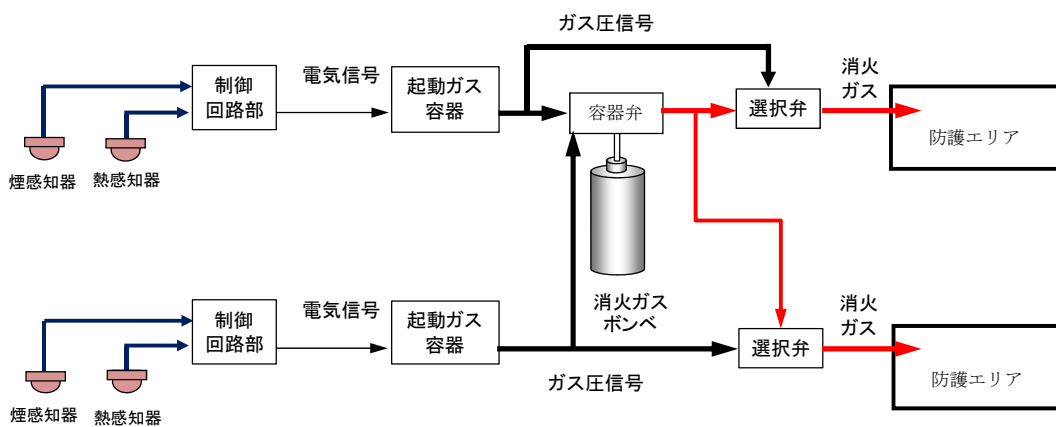 ガス圧信号
消火
ガス
制御
回路部
電気信号
起動ガス
容器
容器弁
選択弁
防護エリア
煙感知器
熱感知器
消火ガス
ボンベ
制御
回路部
電気信号
起動ガス
容器
ガス圧信号
選択弁
消火
ガス
防護エリア
煙感知器
熱感知器